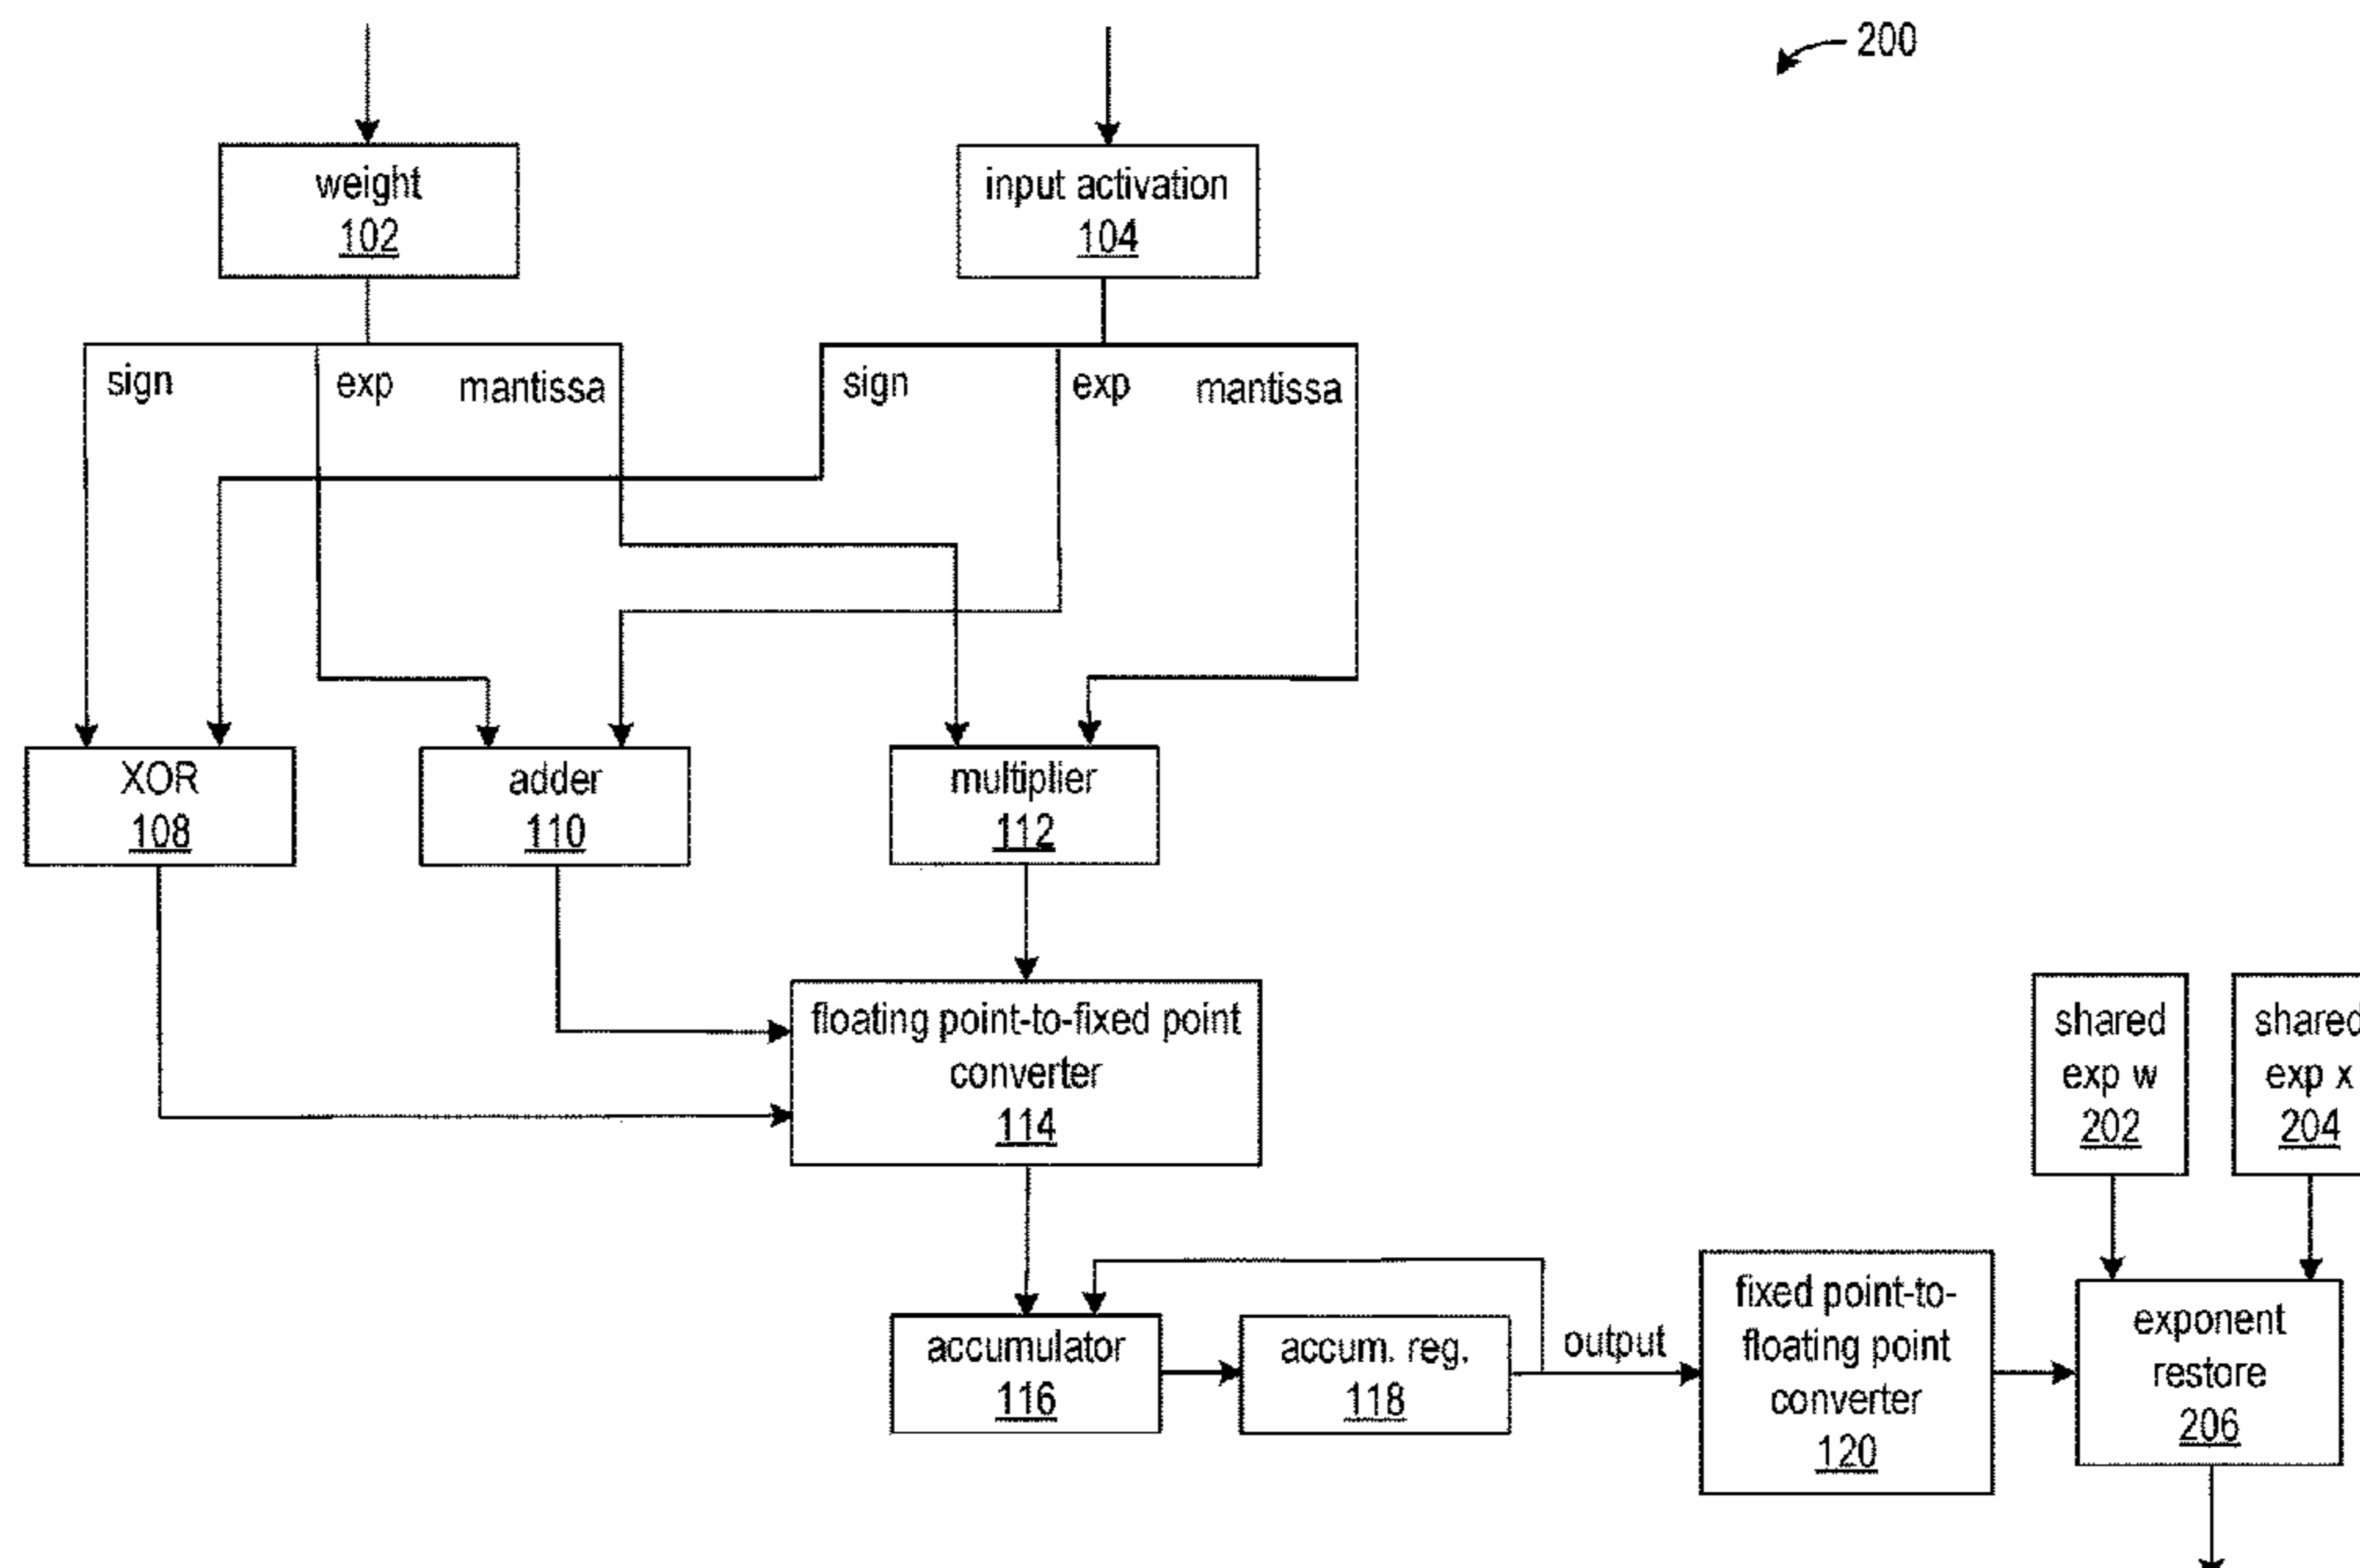 200
weight
102
input activation
104
sign
exp
mantissa
sign
exp
mantissa
XOR
108
adder
110
multiplier
112
floating point-to-fixed point
converter
114
shared
exp w
202
shared
exp x
204
accumulator
116
accum. reg.
118
output
fixed point-to-
floating point
converter
120
exponent
restore
206